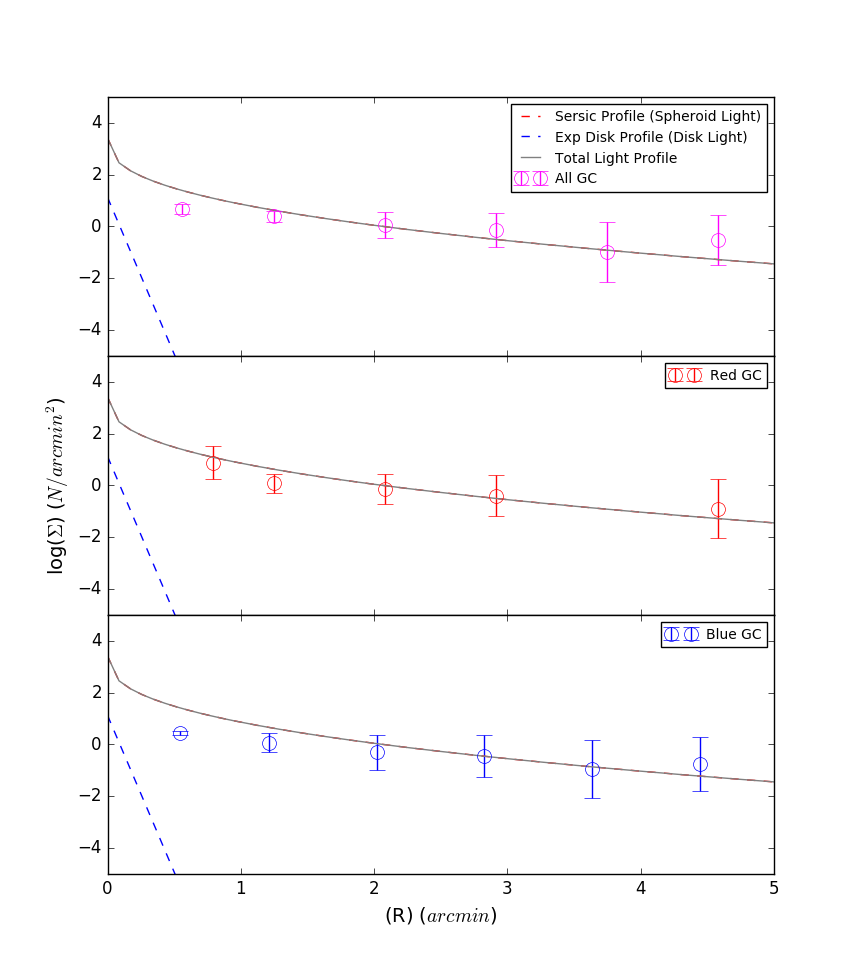 4
2
0
−2
−4
Sersic Profile (Spheroid Light)
Exp Disk Profile (Disk Light)
Total Light Profile
All GC
4
2
0
−2
−4
Red GC
log(Σ) (N/arcmin²)
4
2
0
−2
−4
Blue GC
0 1 2 3 4 5
(R) (arcmin)